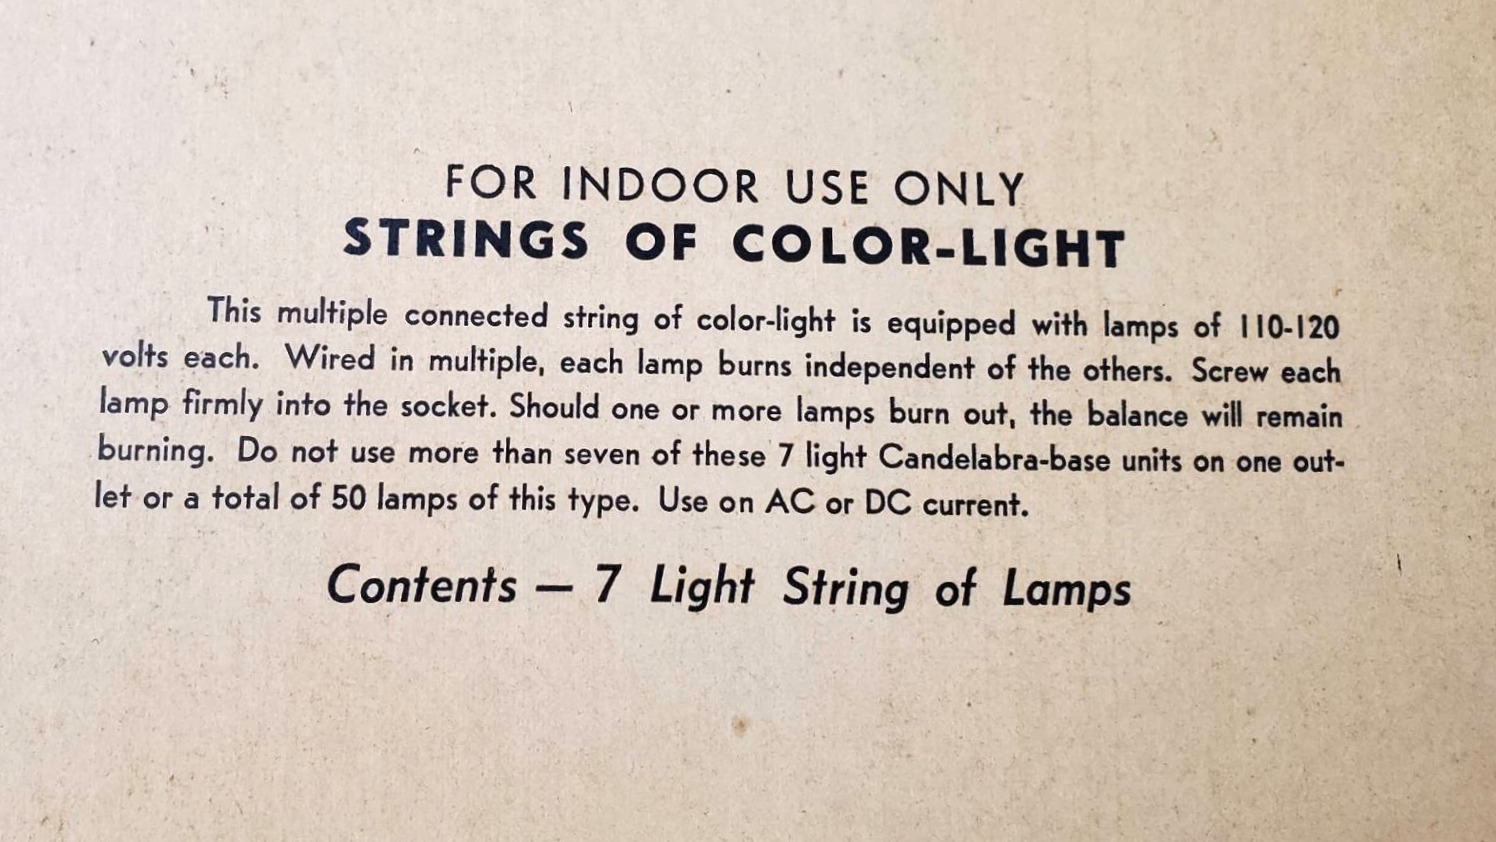 FOR INDOOR USE ONLY
STRINGS OF COLOR-LIGHT
This multiple connected string of color-light is equipped with lamps of 110-120
volts each. Wired in multiple, each lamp burns independent of the others. Screw each
lamp firmly into the socket. Should one or more lamps burn out, the balance will remain
burning. Do not use more than seven of these 7 light Candelabra-base units on one out-
let or a total of 50 lamps of this type. Use on AC or DC current.
Contents — 7 Light String of Lamps